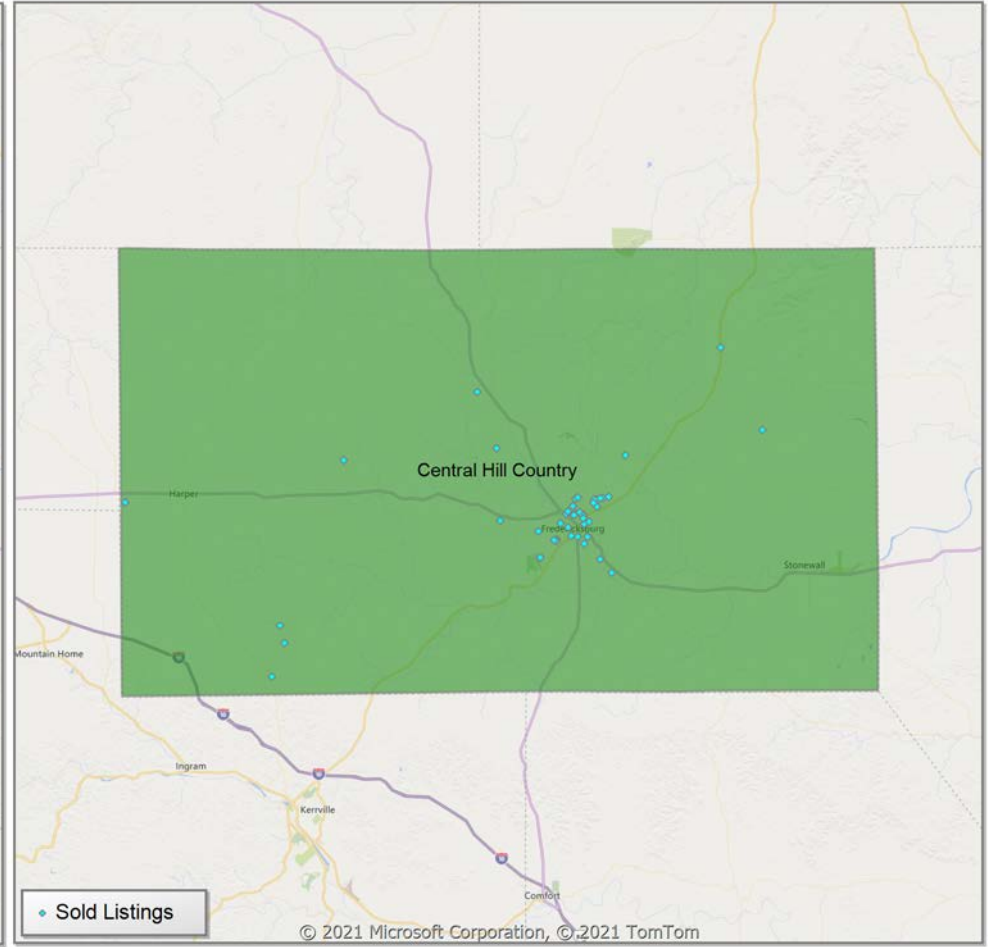 Central Hill Country
Harper
Fredericksburg
Stonewall
Mountain Home
Ingram
Kerrville
Comfort
Sold Listings
© 2021 Microsoft Corporation, © 2021 TomTom